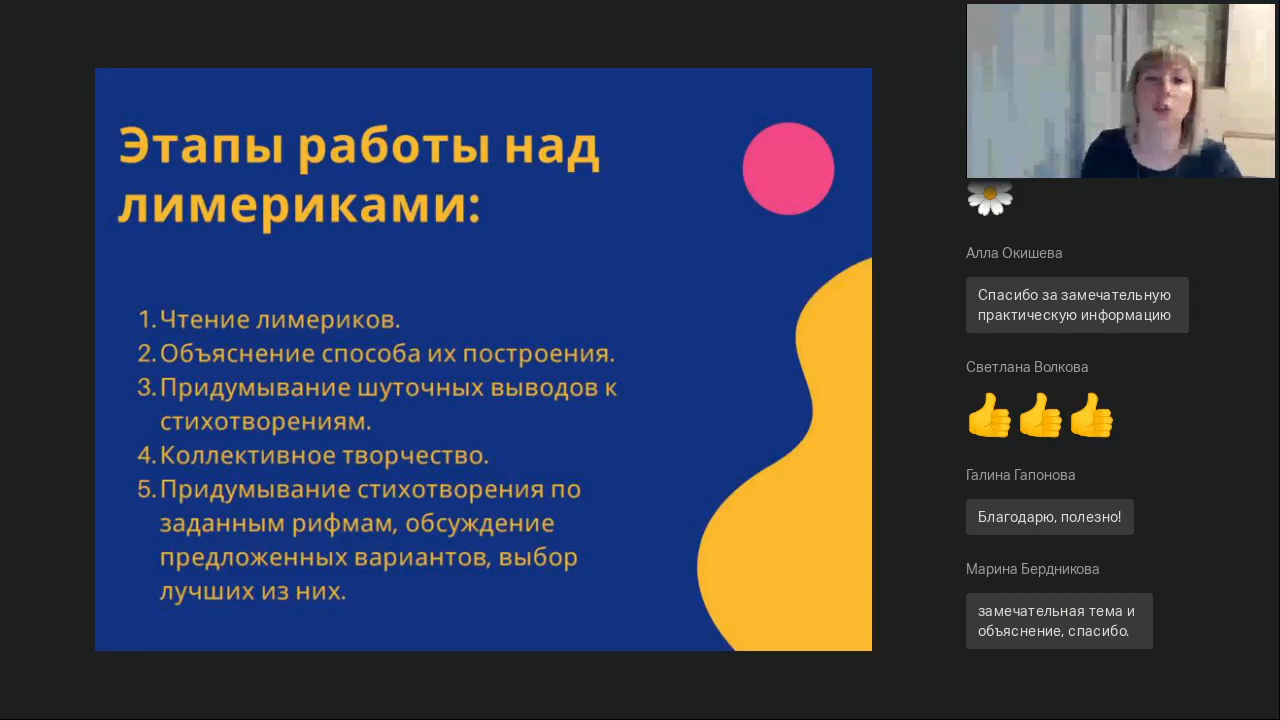 Этапы работы над
лимериками:
1. Чтение лимериков.
2. Объяснение способа их построения.
3. Придумывание шуточных выводов к
стихотворениям.
4. Коллективное творчество.
5. Придумывание стихотворения по
заданным рифмам, обсуждение
предложенных вариантов, выбор
лучших из них.
Алла Окишева
Спасибо за замечательную
практическую информацию
Светлана Волкова
Галина Гапонова
Благодарю, полезно!
Марина Бердникова
замечательная тема и
объяснение, спасибо.